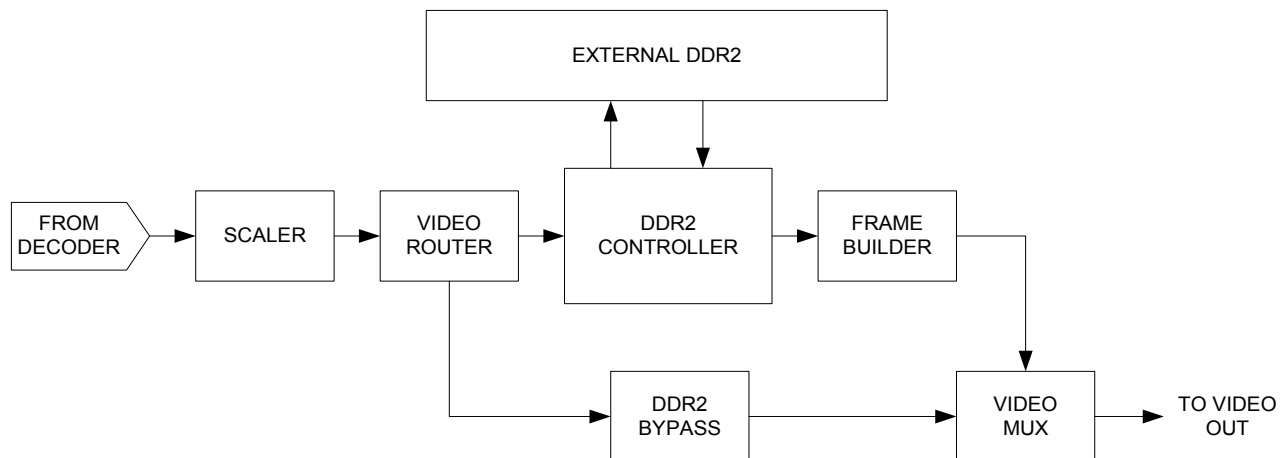 EXTERNAL DDR2
FROM
DECODER
SCALER
VIDEO
ROUTER
DDR2
CONTROLLER
FRAME
BUILDER
DDR2
BYPASS
VIDEO
MUX
TO VIDEO
OUT